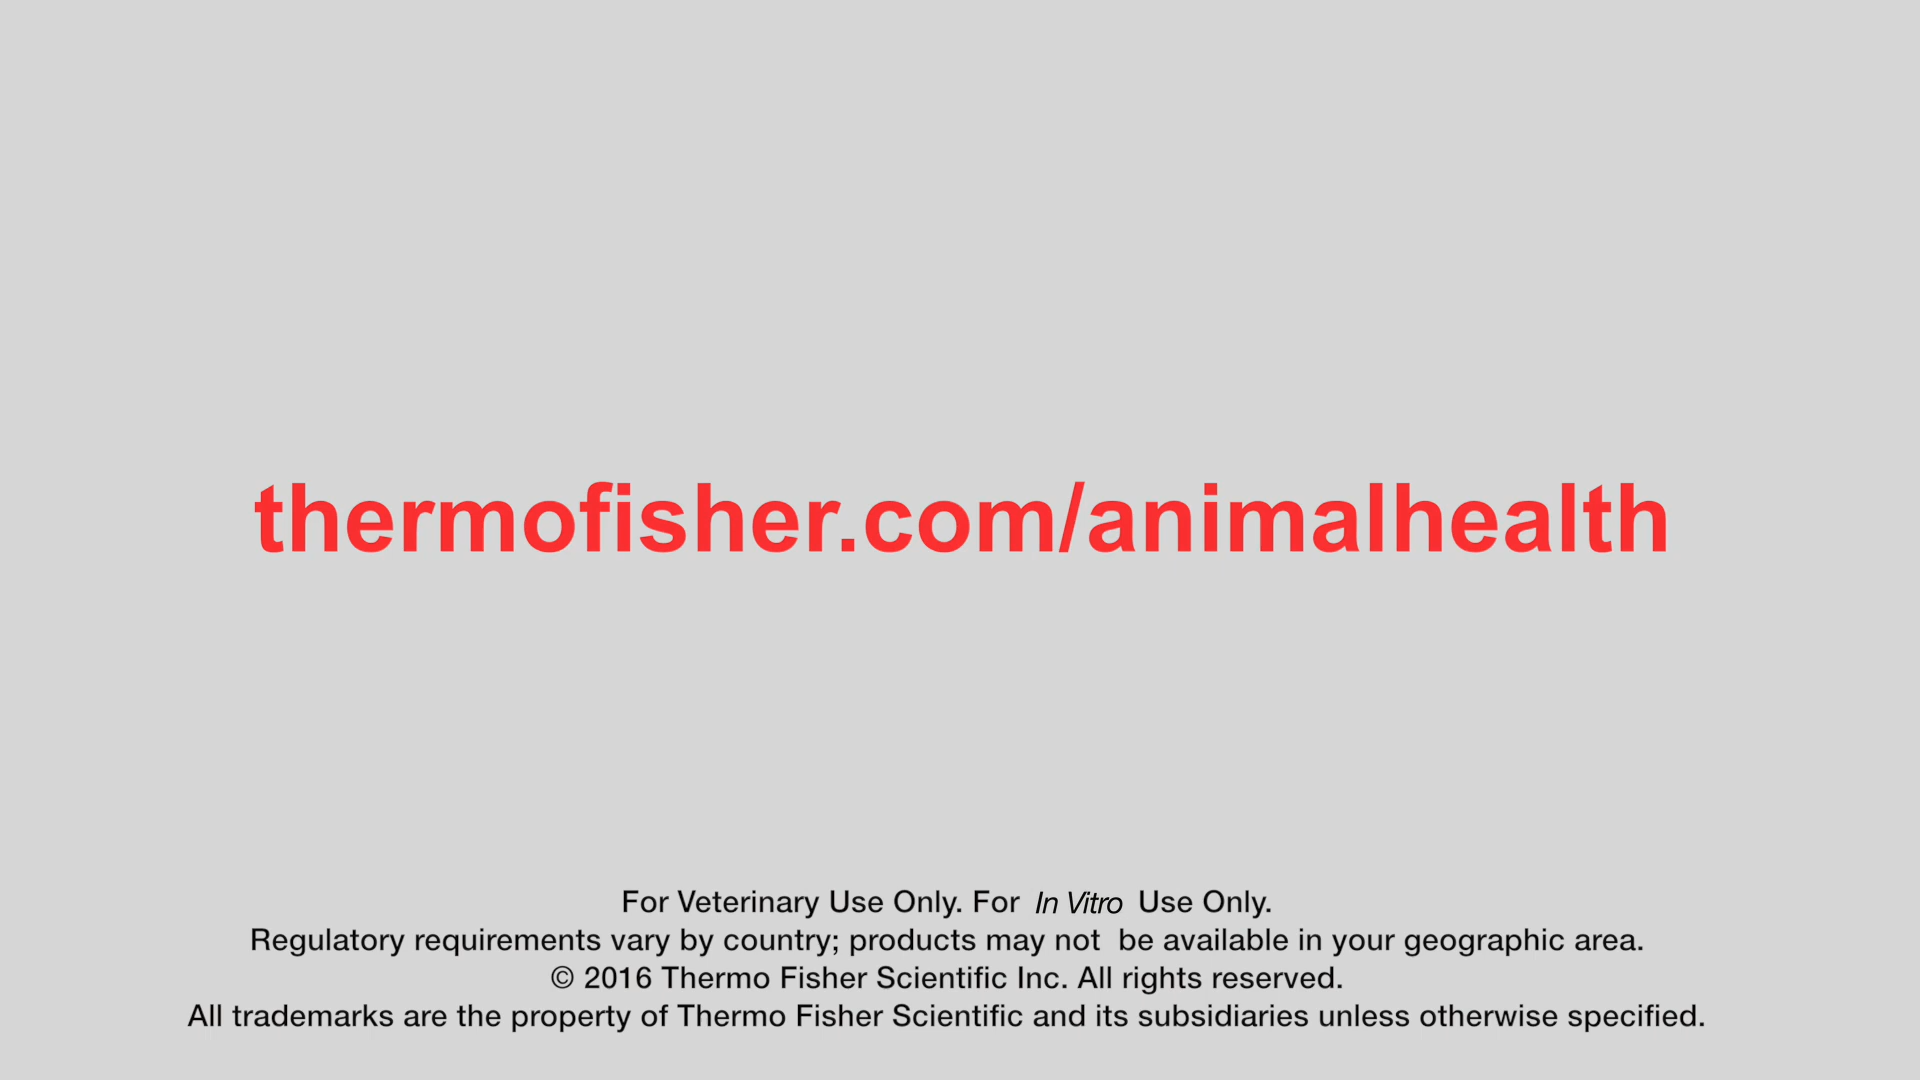 thermofisher.com/animalhealth
For Veterinary Use Only. For In Vitro Use Only.
Regulatory requirements vary by country; products may not be available in your geographic area.
© 2016 Thermo Fisher Scientific Inc. All rights reserved.
All trademarks are the property of Thermo Fisher Scientific and its subsidiaries unless otherwise specified.